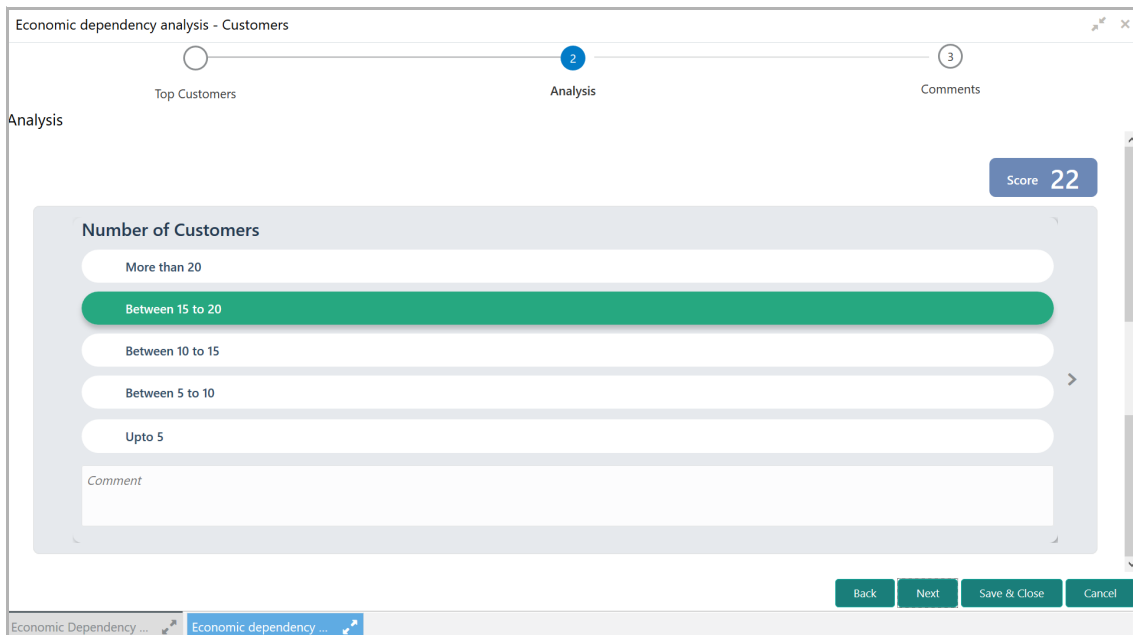 Economic dependency analysis - Customers
2
3
Top Customers
Analysis
Comments
Analysis
Score 22
Number of Customers
More than 20
Between 15 to 20
Between 10 to 15
Between 5 to 10
Upto 5
Comment
Back Next Save & Close Cancel
Economic Dependency ... Economic dependency ...